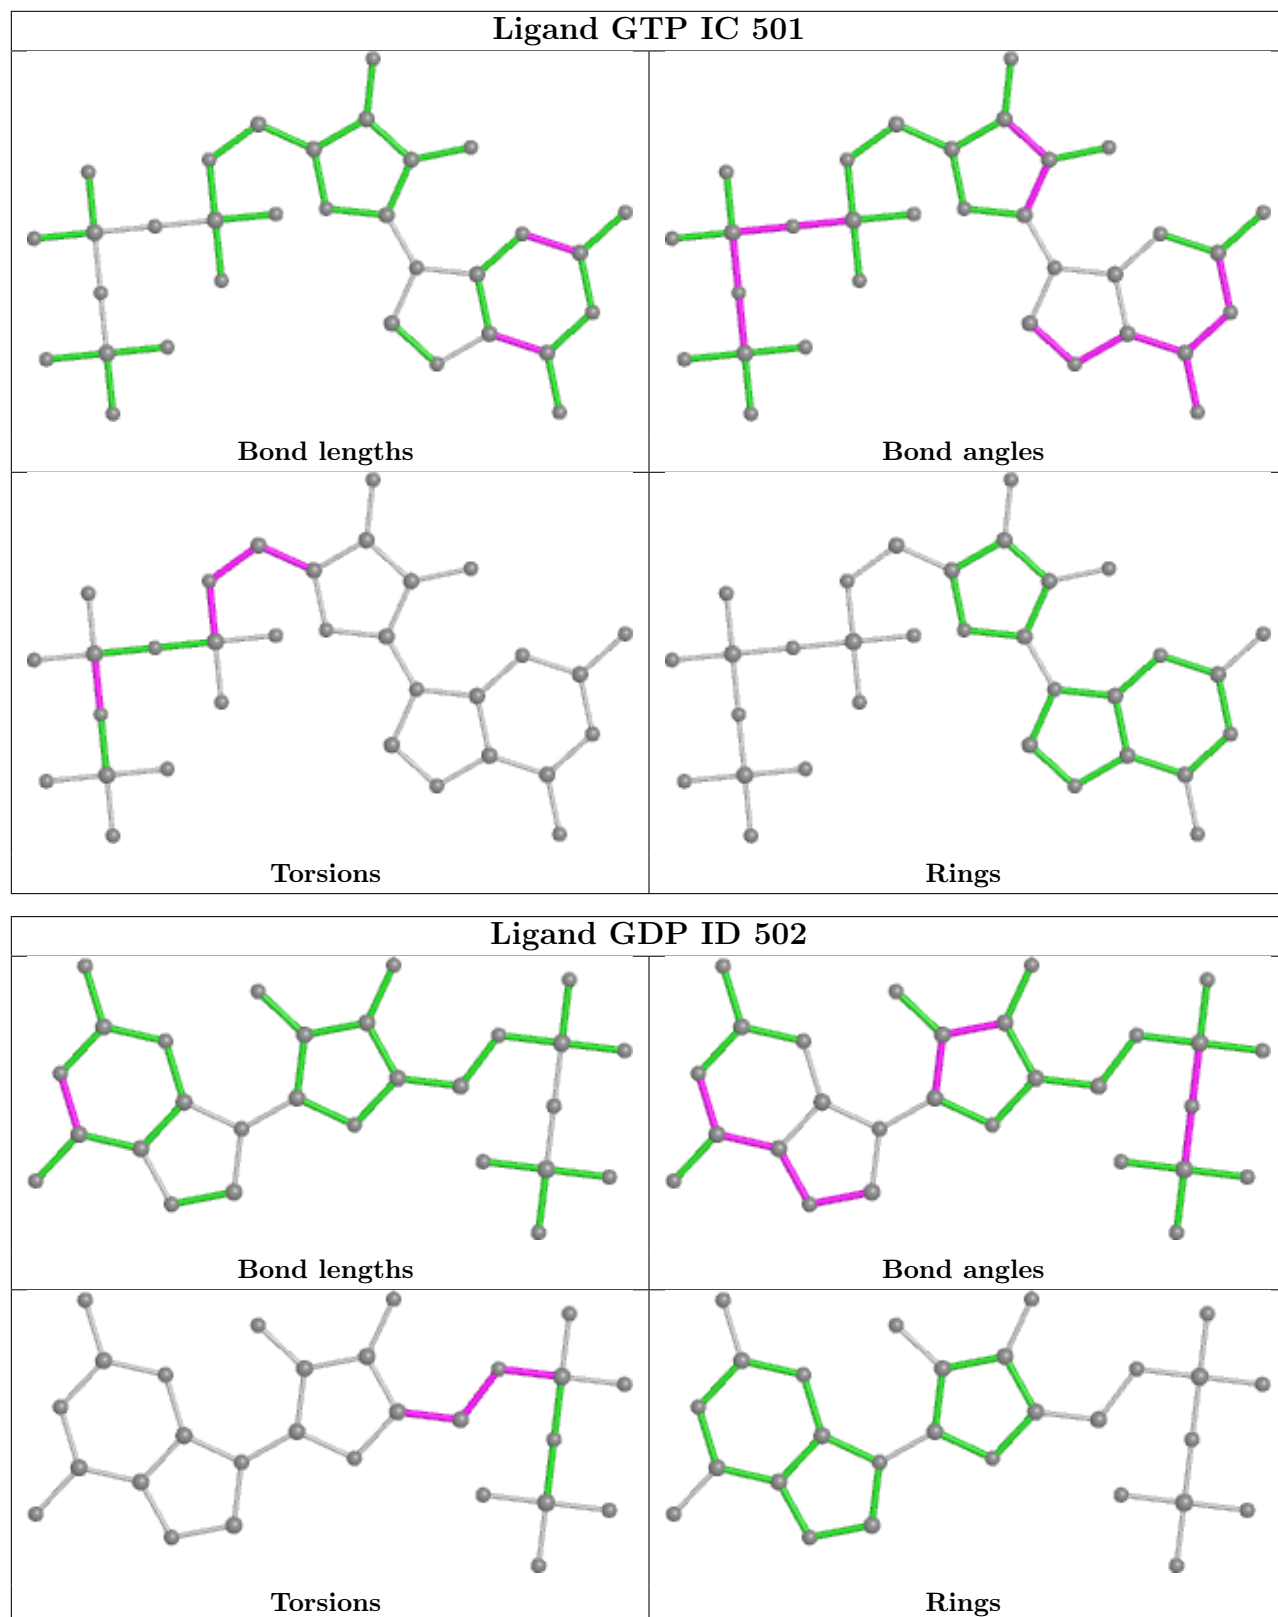 Ligand GTP IC 501
Bond lengths
Bond angles
Torsions
Rings
Ligand GDP ID 502
Bond lengths
Bond angles
Torsions
Rings